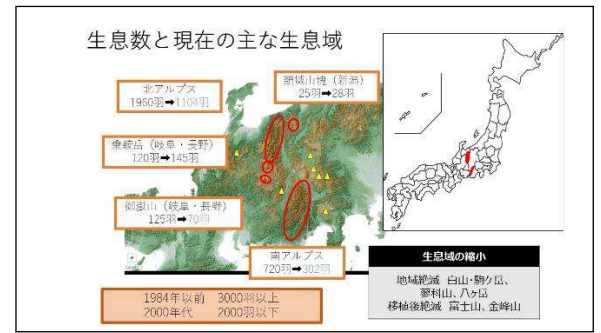 生息数と現在の主な生息域
北アルプス
1960羽➡1104羽
頸城山塊（新潟）
25羽➡28羽
乗鞍岳（岐阜・長野）
120羽➡145羽
御嶽山（岐阜・長野）
125羽➡70羽
南アルプス
720羽➡302羽
1984年以前　3000羽以上
2000年代　2000羽以下
生息域の縮小
地域絶滅　白山・駒ケ岳、
蓼科山、八ヶ岳
移植後絶滅　富士山、金峰山